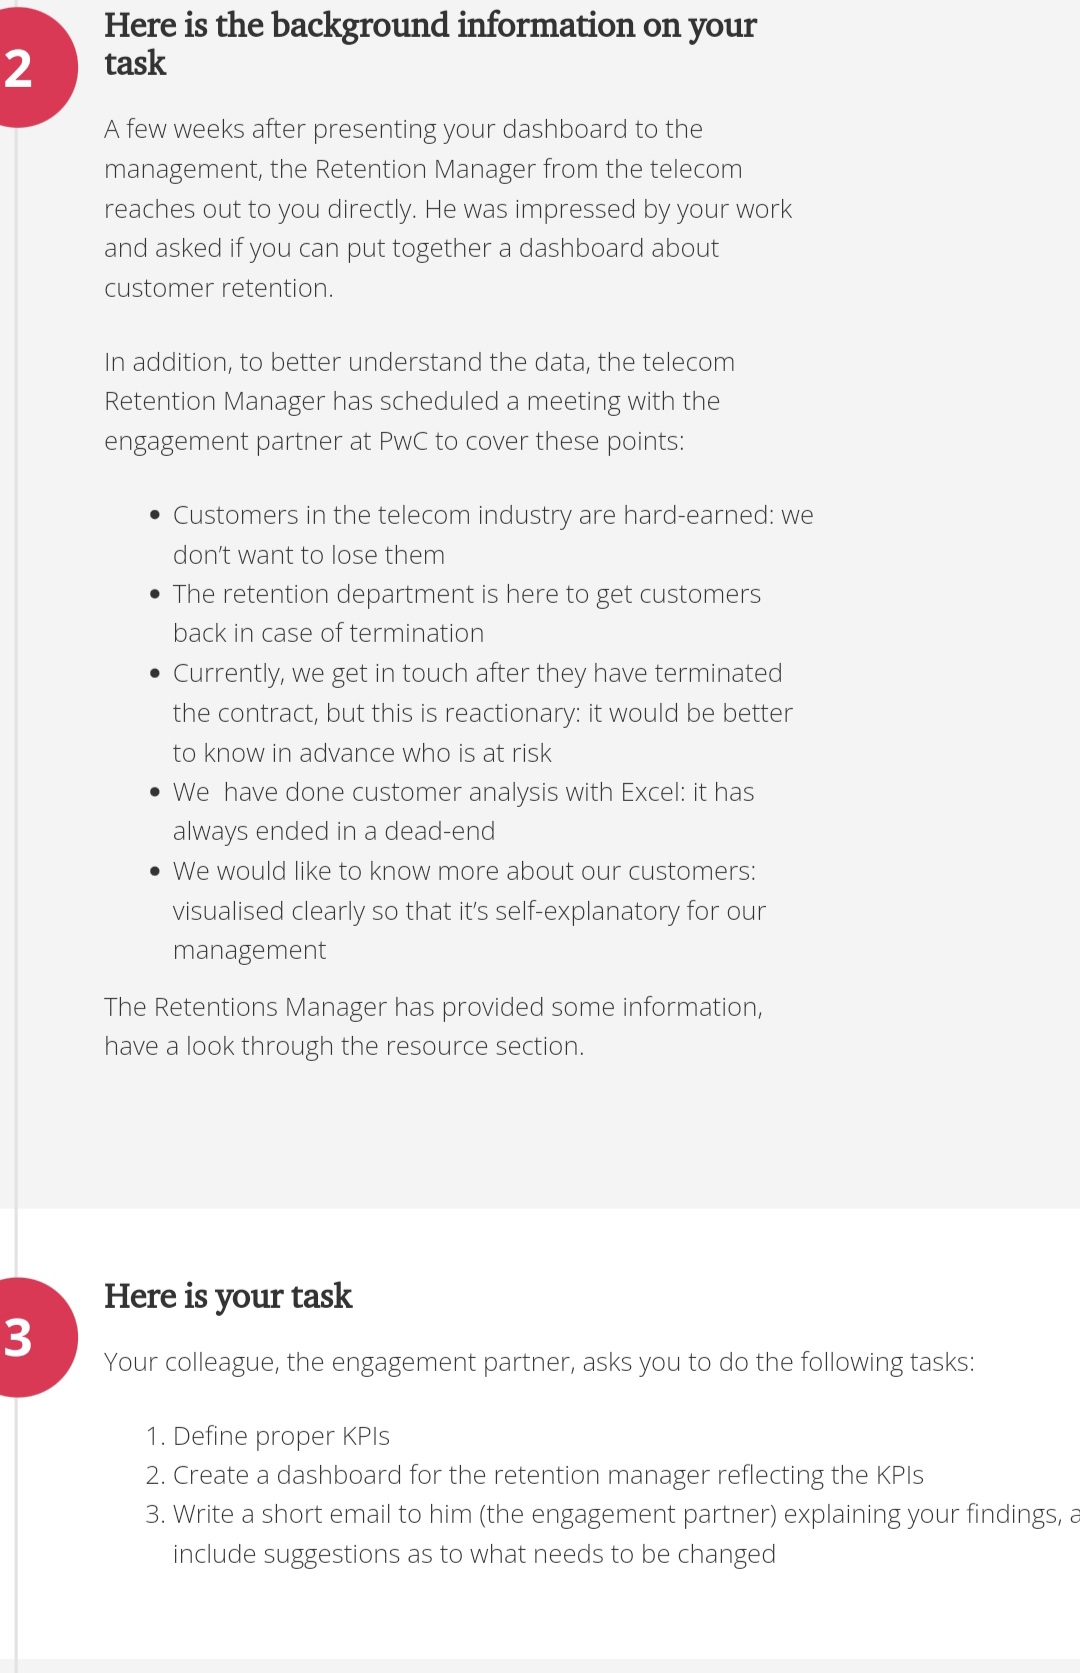 2
Here is the background information on your
task
A few weeks after presenting your dashboard to the
management, the Retention Manager from the telecom
reaches out to you directly. He was impressed by your work
and asked if you can put together a dashboard about
customer retention.
In addition, to better understand the data, the telecom
Retention Manager has scheduled a meeting with the
engagement partner at PwC to cover these points:
• Customers in the telecom industry are hard-earned: we
don’t want to lose them
• The retention department is here to get customers
back in case of termination
• Currently, we get in touch after they have terminated
the contract, but this is reactionary: it would be better
to know in advance who is at risk
• We  have done customer analysis with Excel: it has
always ended in a dead-end
• We would like to know more about our customers:
visualised clearly so that it’s self-explanatory for our
management
The Retentions Manager has provided some information,
have a look through the resource section.
3
Here is your task
Your colleague, the engagement partner, asks you to do the following tasks:
1. Define proper KPIs
2. Create a dashboard for the retention manager reflecting the KPIs
3. Write a short email to him (the engagement partner) explaining your findings,
include suggestions as to what needs to be changed